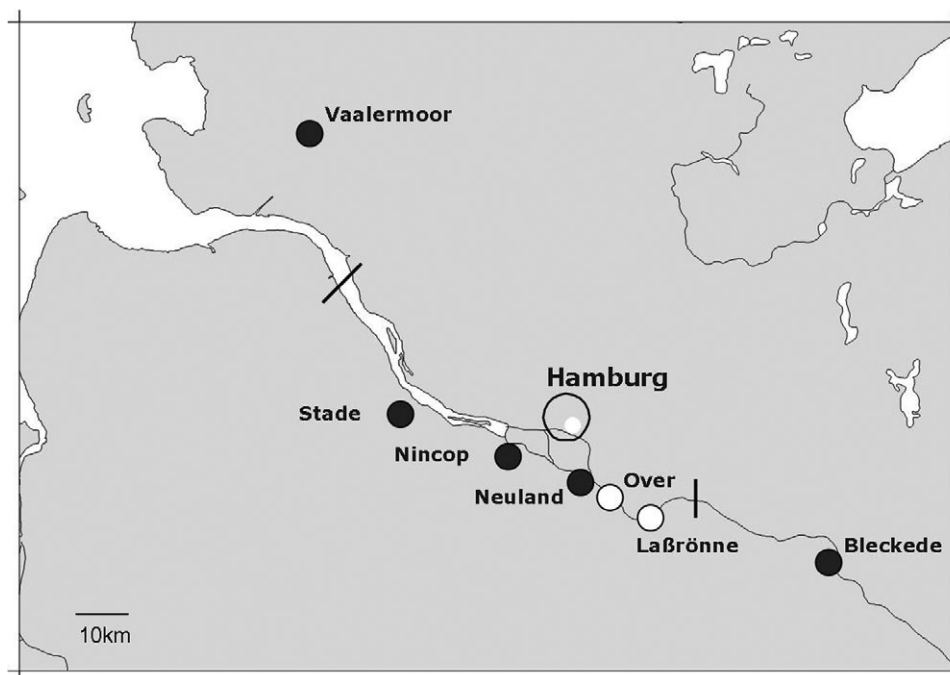 Vaalermoor
Hamburg
Stade
Nincop
Over
Neuland
Laßrönne
Bleckede
10km